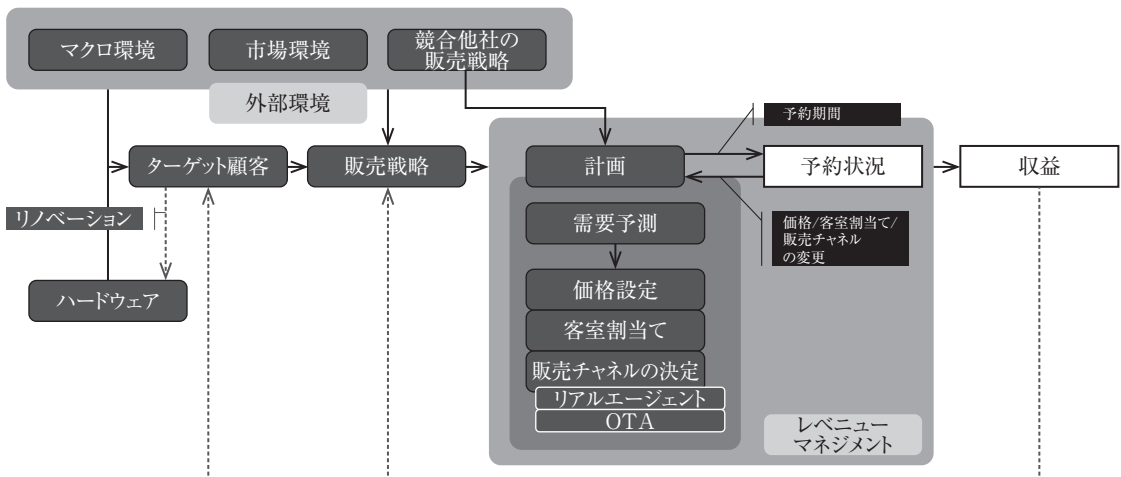 マクロ環境
市場環境
競合他社の
販売戦略
外部環境
予約期間
ターゲット顧客
販売戦略
計画
予約状況
収益
リノベーション
需要予測
価格/客室割当て/
販売チャネル
の変更
ハードウェア
価格設定
客室割当て
販売チャネルの決定
リアルエージェント
OTA
レベニュー
マネジメント